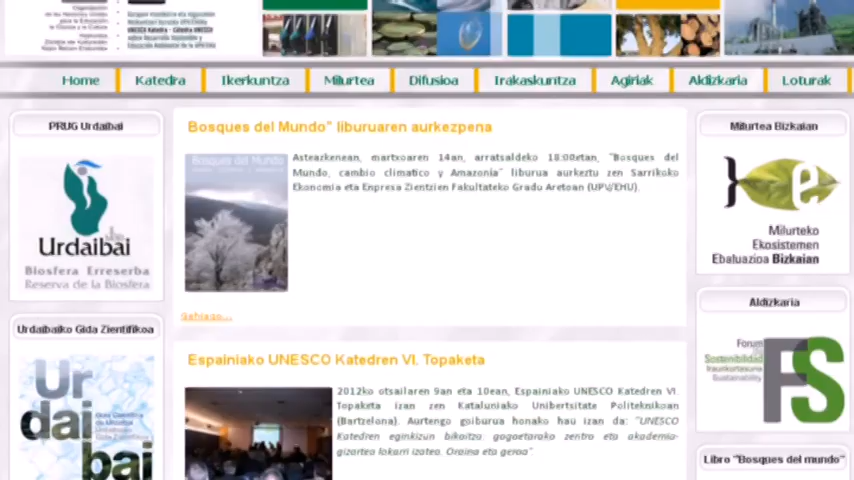 Home
Katedra
Ikerkuntza
Milurtea
Difusioa
Irakaskuntza
Agiriak
Aldizkaria
Loturak
PRUG Urdaibai
Urdaibai
Biosfera Erreserba
Reserva de la Biosfera
Urdaibaiko Gida Zientifikoa
Ur
dai
bai
Bosques del Mundo" liburuaren aurkezpena
Bosques del Mundo
Asteazkenean, martxoaren 14an, arratsaldeko 18:00etan, "Bosques del
Mundo, cambio climatico y Amazonía" liburua aurkeztu zen Sarrikoko
Ekonomia eta Enpresa Zientzien Fakultateko Gradu Aretoan (UPV/EHU).
Gehiago...
Espainiako UNESCO Katedren VI. Topaketa
2012ko otsailaren 9an eta 10ean, Espainiako UNESCO Katedren VI.
Topaketa izan zen Kataluniako Unibertsitate Politeknikoan
(Bartzelona). Aurtengo goiburua honako hau izan da: "UNESCO
Katedren eginkizun bikoitza: gogoetarako zentro eta akademia-
gizartea lokarri izatea. Oraina eta geroa"
Milurtea Bizkaian
e
Milurteko
Ekosistemen
Ebaluazioa Bizkaian
Aldizkaria
Forum
Sostenibilidad
Iraunkortasuna
Sustainability
FS
Libro "Bosques del mundo"